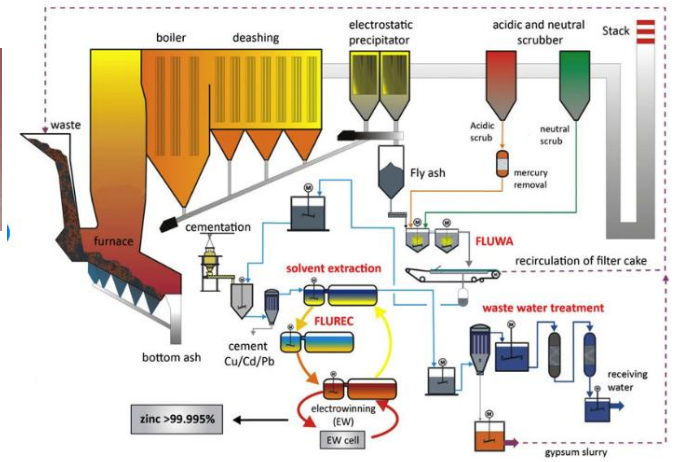 boiler
deashing
electrostatic
precipitator
acidic and neutral
scrubber
Stack
waste
Acidic
scrub
neutral
scrub
mercury
removal
Fly ash
M
M
M
cementation
furnace
FLUWA
recirculation of filter cake
solvent extraction
M
M
FLUREC
waste water treatment
M
M
M
cement
Cu/Cd/Pb
bottom ash
receiving
water
M
M
electrowinning
(EW)
EW cell
zinc >99.995%
M
M
gypsum slurry